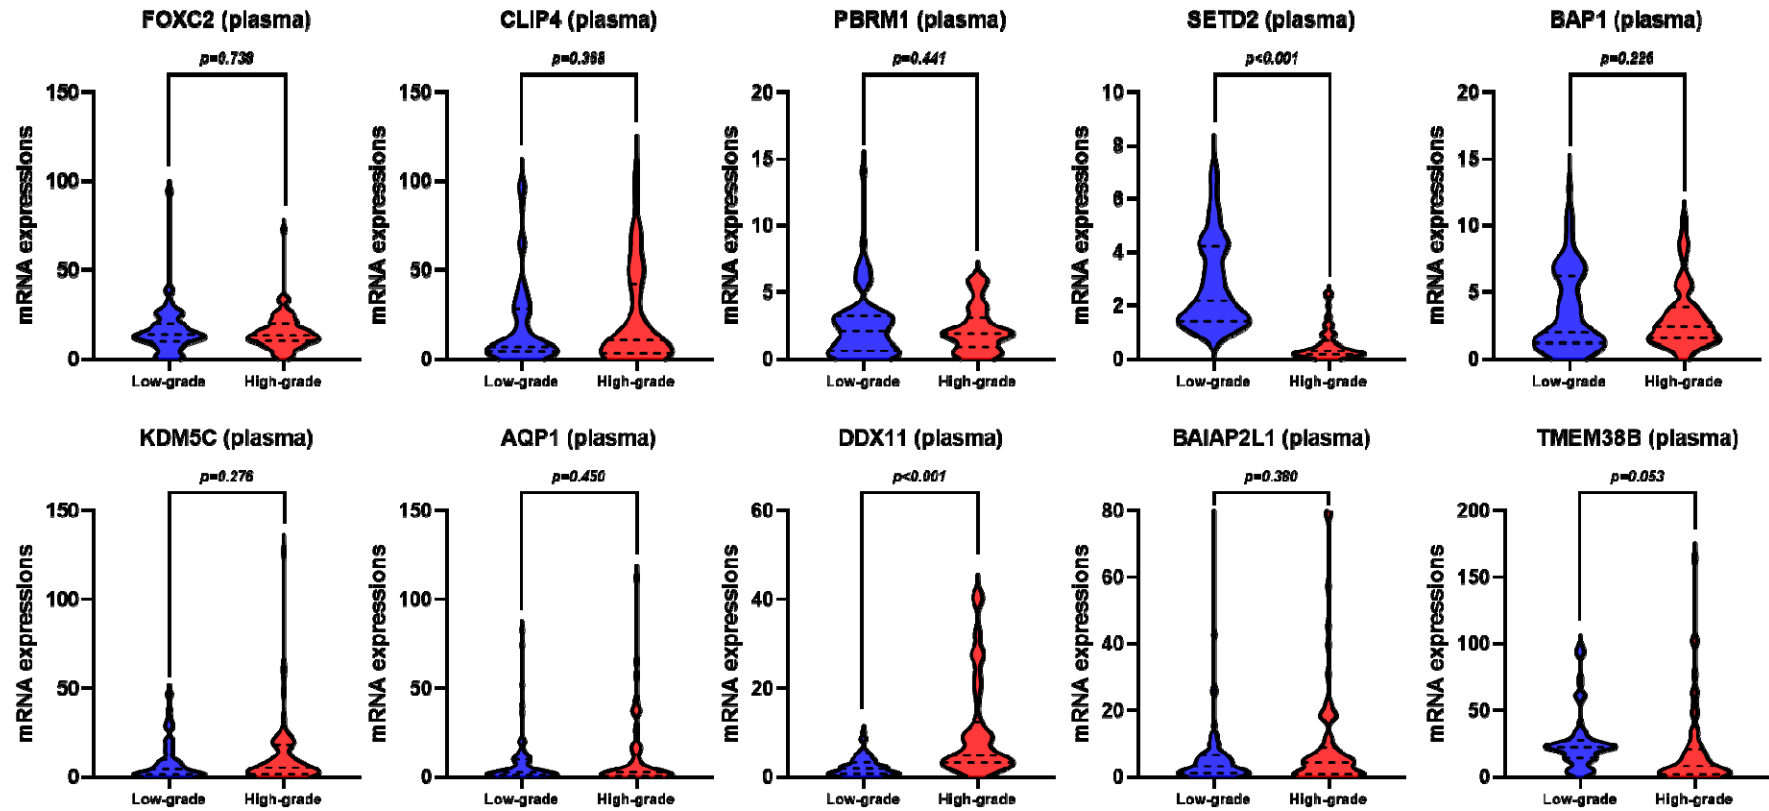 FOXC2 (plasma)
p=0.738
mRNA expressions
150
100
50
0
Low-grade
High-grade
CLIP4 (plasma)
p=0.368
mRNA expressions
150
100
50
0
Low-grade
High-grade
PBRM1 (plasma)
p=0.441
mRNA expressions
20
15
10
5
0
Low-grade
High-grade
SETD2 (plasma)
p<0.001
mRNA expressions
10
8
6
4
2
0
Low-grade
High-grade
BAP1 (plasma)
p=0.226
mRNA expressions
20
15
10
5
0
Low-grade
High-grade
KDM5C (plasma)
p=0.276
mRNA expressions
150
100
50
0
Low-grade
High-grade
AQP1 (plasma)
p=0.450
mRNA expressions
150
100
50
0
Low-grade
High-grade
DDX11 (plasma)
p<0.001
mRNA expressions
60
40
20
0
Low-grade
High-grade
BAIAP2L1 (plasma)
p=0.380
mRNA expressions
80
60
40
20
0
Low-grade
High-grade
TMEM38B (plasma)
p=0.053
mRNA expressions
200
150
100
50
0
Low-grade
High-grade